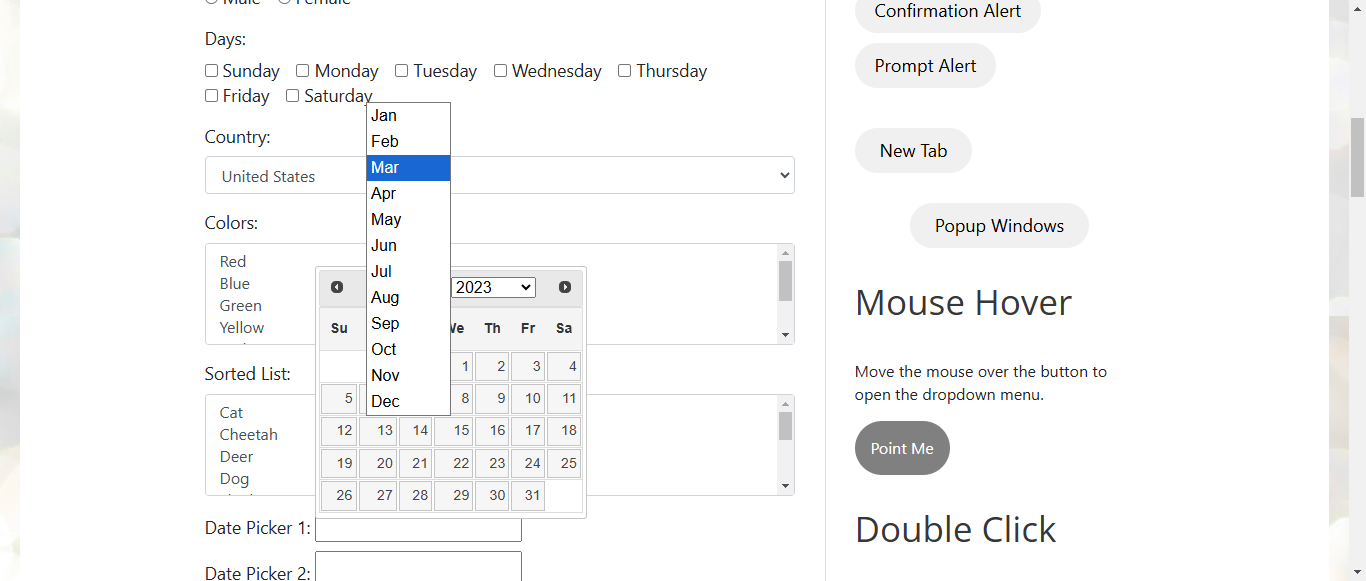 Male Female
Days:
Sunday Monday Tuesday Wednesday Thursday
Friday Saturday
Country:
United States
Colors:
Red
Blue
Green
Yellow
Sorted List:
Cat
Cheetah
Deer
Dog
Jan
Feb
Mar
Apr
May
Jun
Jul
Aug
Sep
Oct
Nov
Dec
2023
Su We Th Fr Sa
1 2 3 4
5 8 9 10 11
12 13 14 15 16 17 18
19 20 21 22 23 24 25
26 27 28 29 30 31
Date Picker 1:
Date Picker 2:
Confirmation Alert
Prompt Alert
New Tab
Popup Windows
Mouse Hover
Move the mouse over the button to
open the dropdown menu.
Point Me
Double Click